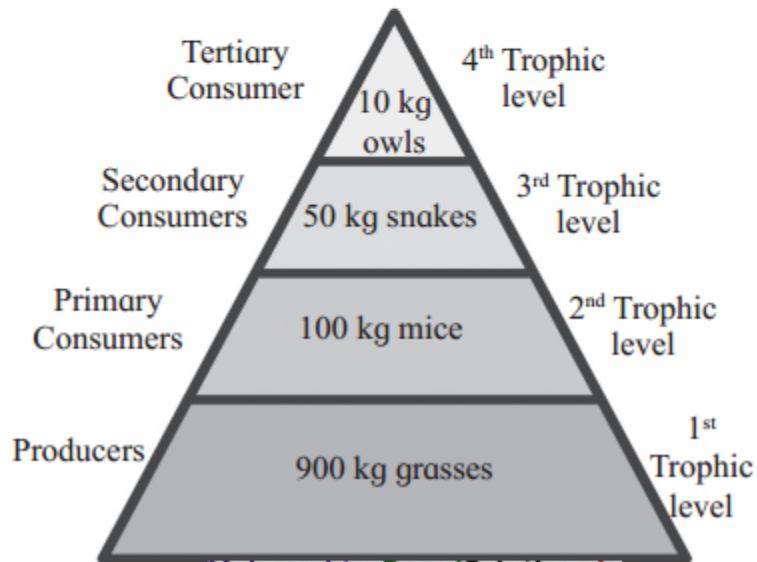 Tertiary
Consumer
10 kg
owls
4th Trophic
level
Secondary
Consumers
50 kg snakes
3rd Trophic
level
Primary
Consumers
100 kg mice
2nd Trophic
level
Producers
900 kg grasses
1st
Trophic
level